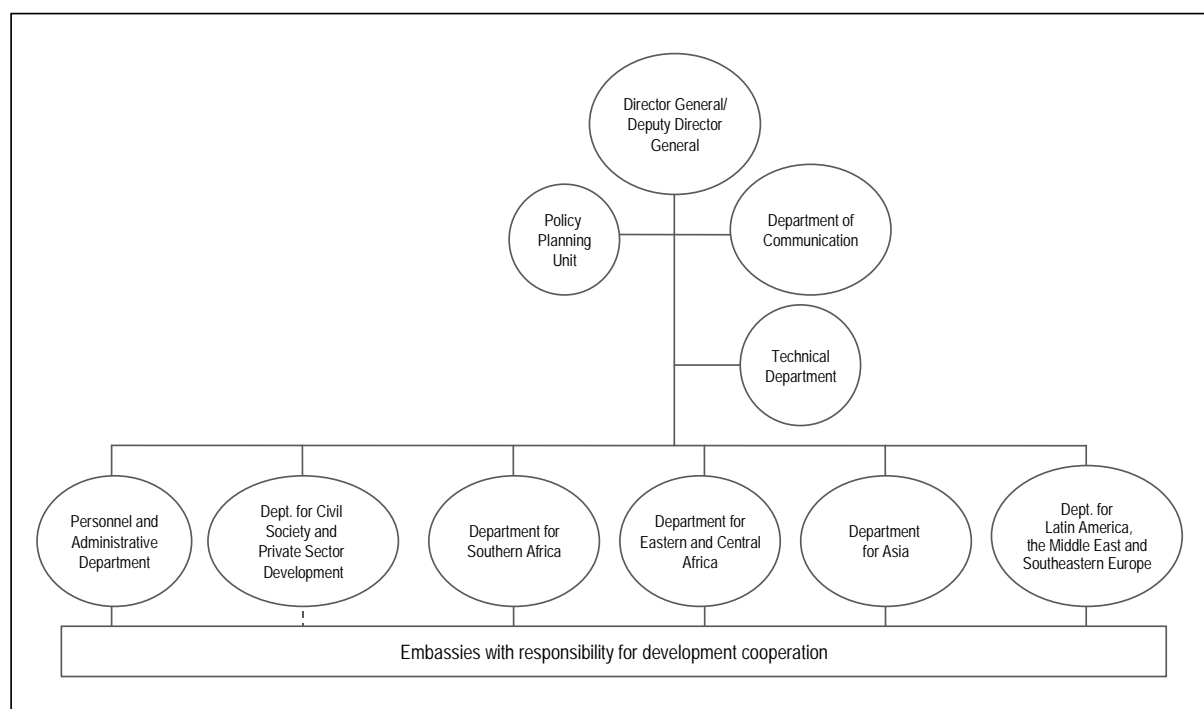 Director General/
Deputy Director
General
Policy
Planning
Unit
Department of
Communication
Technical
Department
Personnel and
Administrative
Department
Dept. for Civil
Society and
Private Sector
Development
Department for
Southern Africa
Department for
Eastern and Central
Africa
Department
for Asia
Dept. for
Latin America,
the Middle East and
Southeastern Europe
Embassies with responsibility for development cooperation